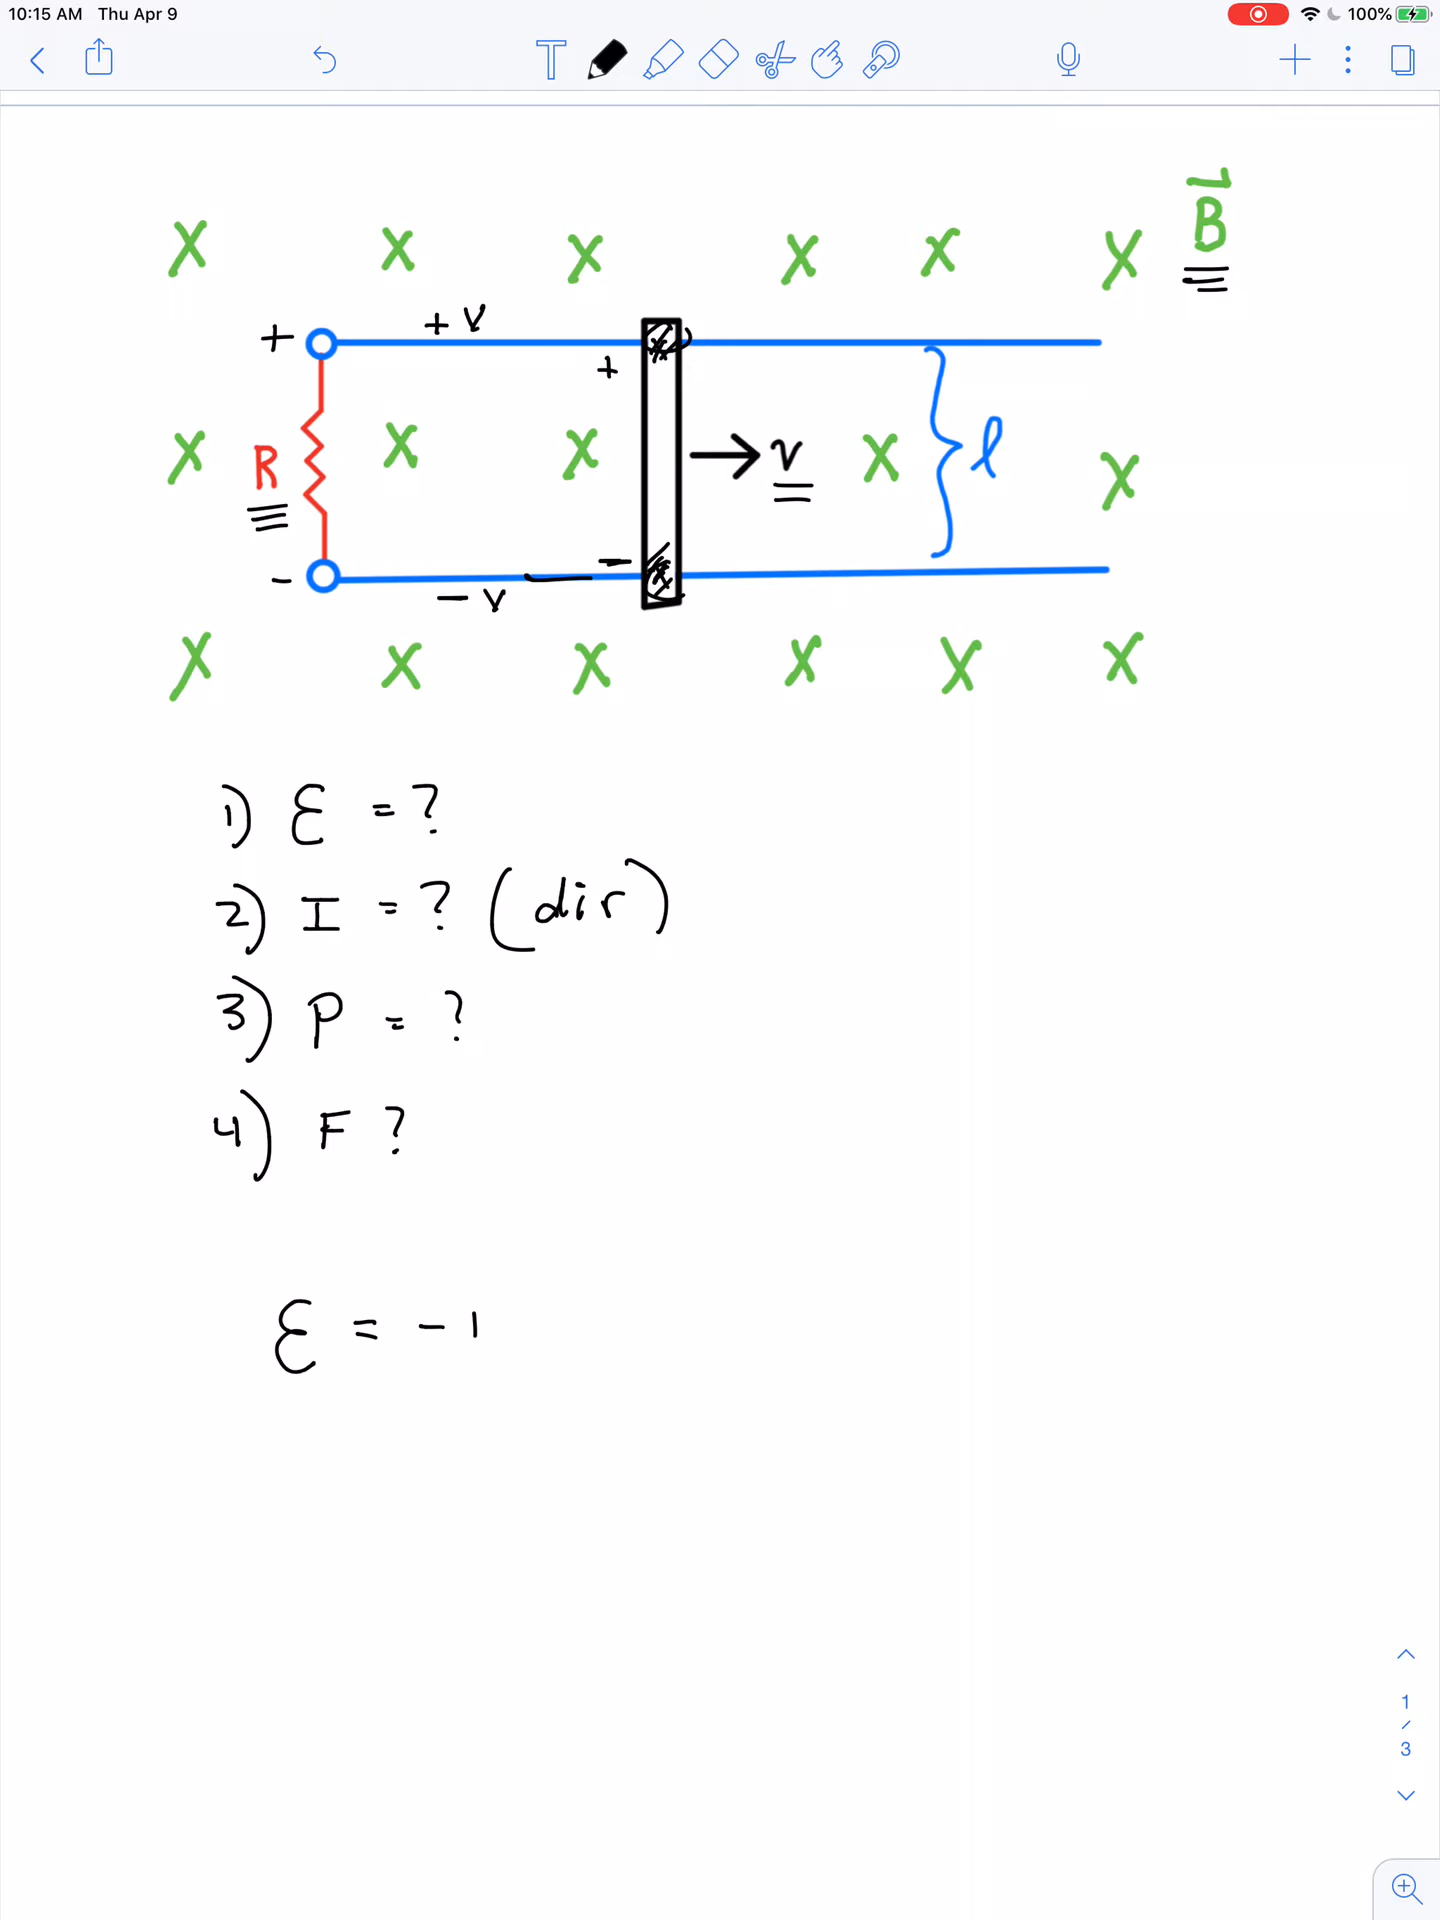 10:15 AM Thu Apr 9 100%
T
X X X X X X B
+ + v
+
X R X X → v X l X
- - v -
X X X X X X
1) ε = ?
2) I = ? (dir)
3) P = ?
4) F ?
ε = - 1
1
/
3